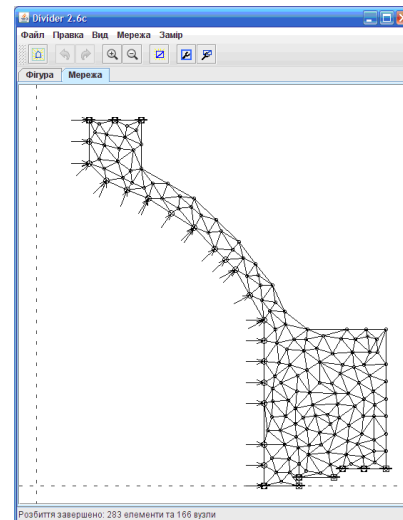 Divider 2.6c
Файл Правка Вид Мережа Замір
Фігура Мережа
Розбиття завершено: 283 елементи та 166 вузли